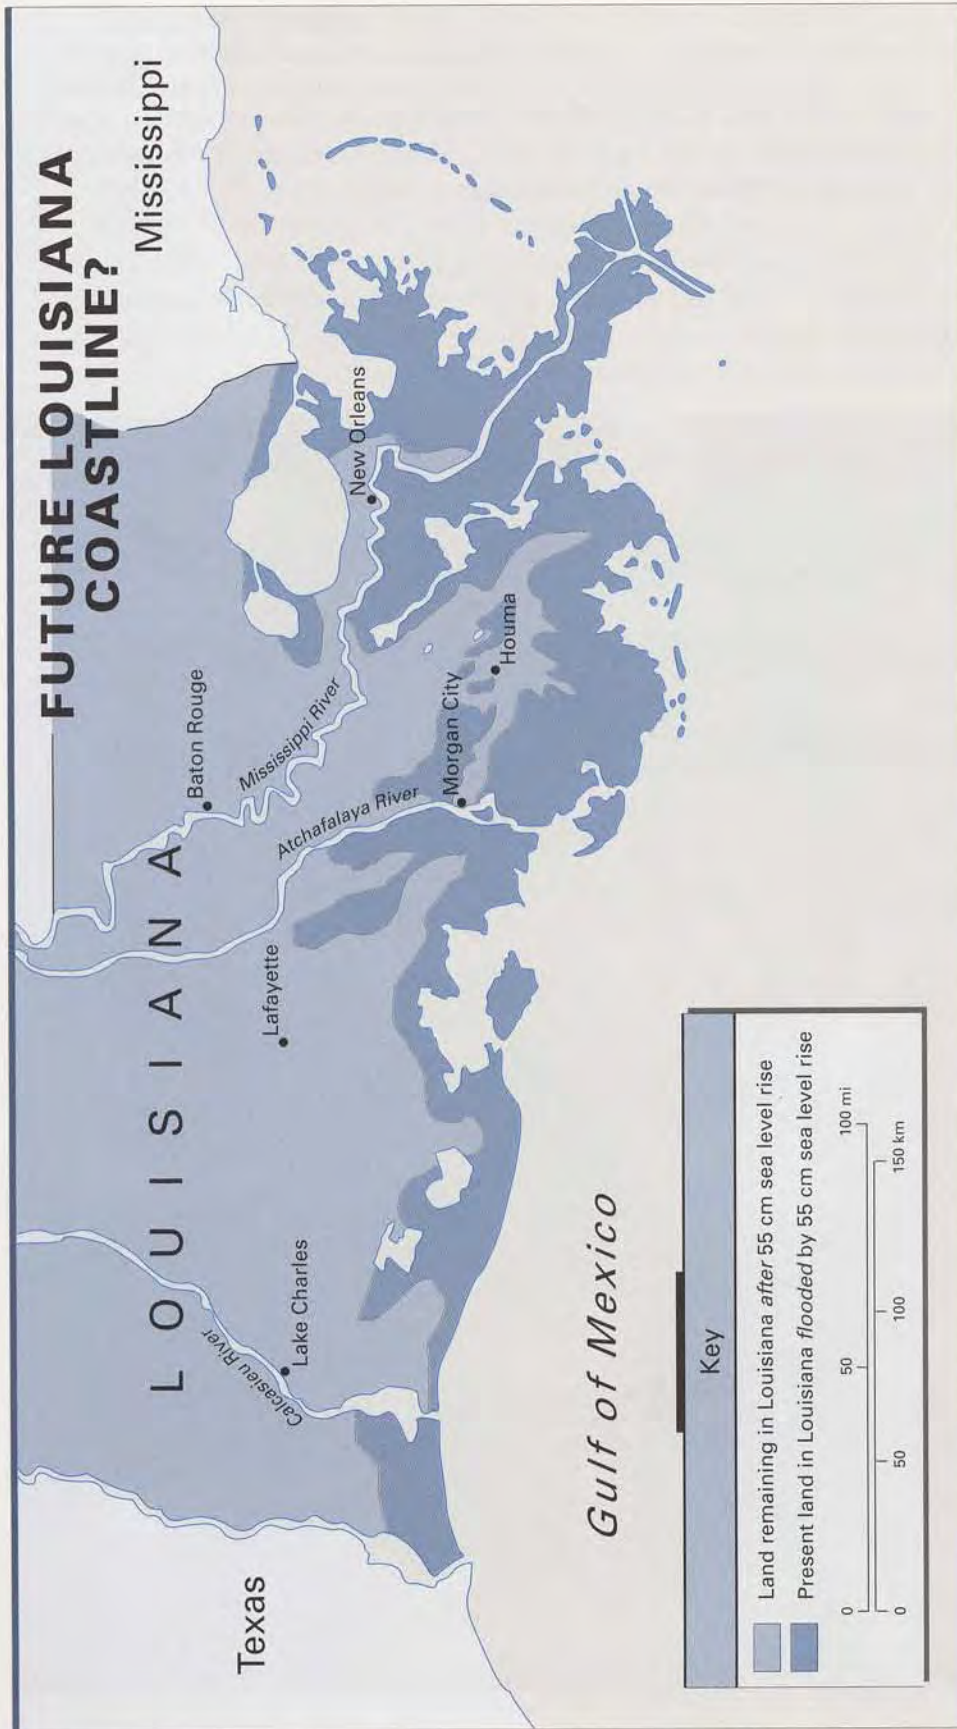 FUTURE LOUISIANA
COASTLINE?
Mississippi
Texas
L O U I S I A N A
Baton Rouge
Mississippi River
Atchafalaya River
Lafayette
Calcasieu River
Lake Charles
New Orleans
Morgan City
Houma
Gulf of Mexico
Key
Land remaining in Louisiana after 55 cm sea level rise
Present land in Louisiana flooded by 55 cm sea level rise
0 50 100 mi
0 50 100 150 km